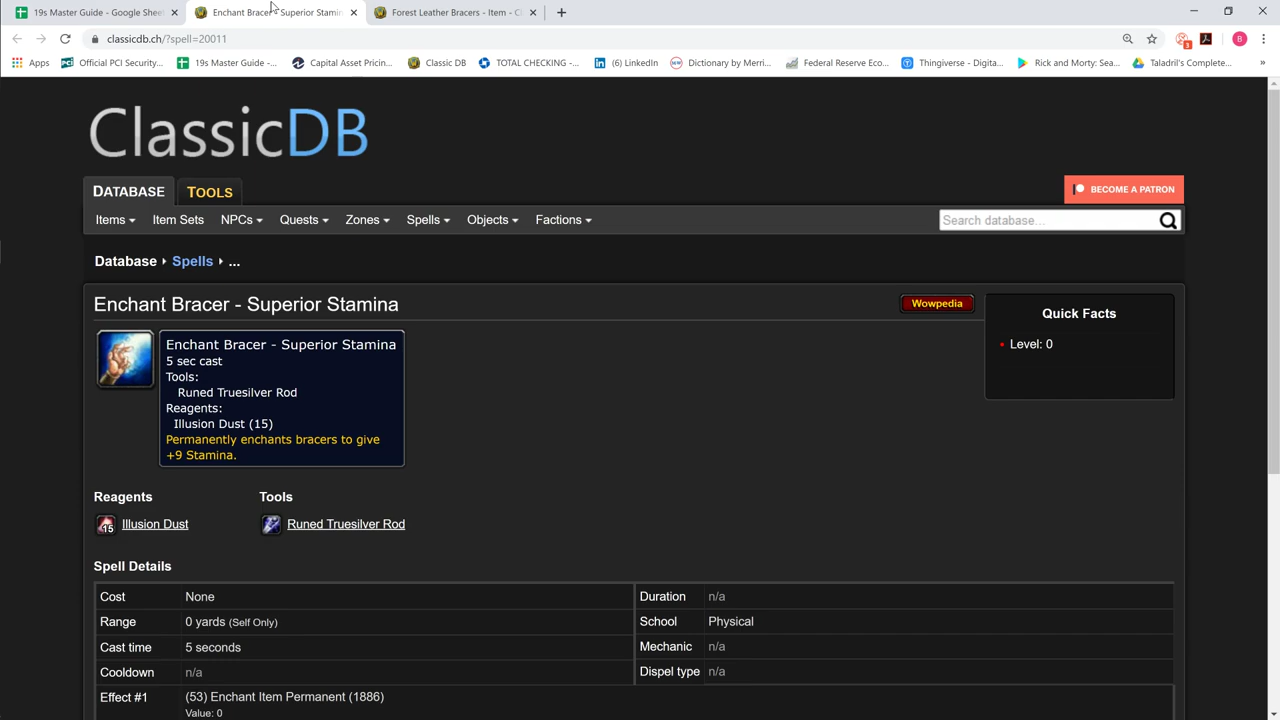 19s Master Guide - Google Sheet
Enchant Bracer - Superior Stamin
Forest Leather Bracers - Item - Cl
classicdb.ch/?spell=20011
3
B
Apps
Official PCI Security...
19s Master Guide -...
Capital Asset Pricin...
Classic DB
TOTAL CHECKING -...
(6) LinkedIn
Dictionary by Merri...
Federal Reserve Eco...
Thingiverse - Digita...
Rick and Morty: Sea...
Taladril's Complete...
»
ClassicDB
DATABASE
TOOLS
BECOME A PATRON
Items
Item Sets
NPCs
Quests
Zones
Spells
Objects
Factions
Search database...
Database
Spells
...
Enchant Bracer - Superior Stamina
Wowpedia
Quick Facts
Level: 0
Enchant Bracer - Superior Stamina
5 sec cast
Tools:
Runed Truesilver Rod
Reagents:
Illusion Dust (15)
Permanently enchants bracers to give
+9 Stamina.
Reagents
Tools
15
Illusion Dust
Runed Truesilver Rod
Spell Details
Cost None Duration n/a
Range 0 yards (Self Only) School Physical
Cast time 5 seconds Mechanic n/a
Cooldown n/a Dispel type n/a
Effect #1 (53) Enchant Item Permanent (1886)
Value: 0